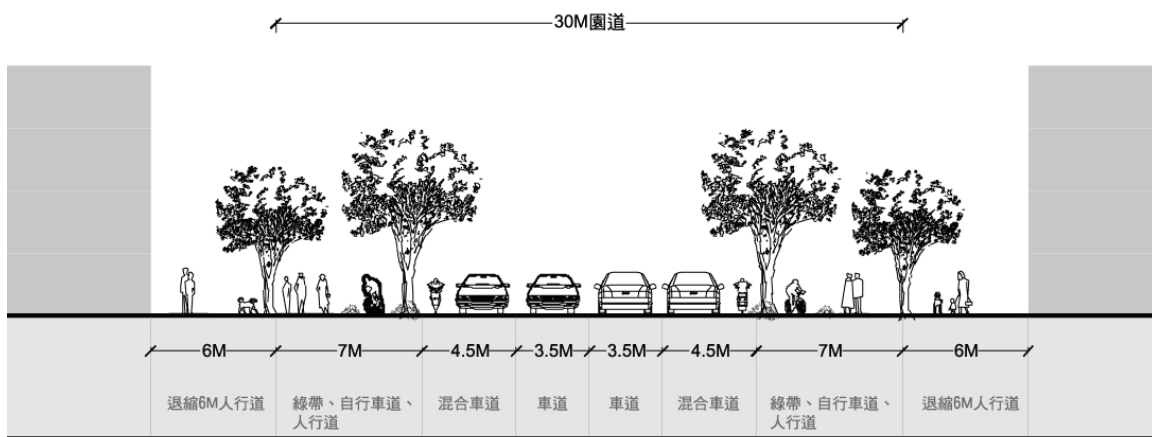 30M園道
6M 7M 4.5M 3.5M 3.5M 4.5M 7M 6M
退縮6M人行道 綠帶、自行車道、 混合車道 車道 車道 混合車道 綠帶、自行車道、 退縮6M人行道
人行道 人行道